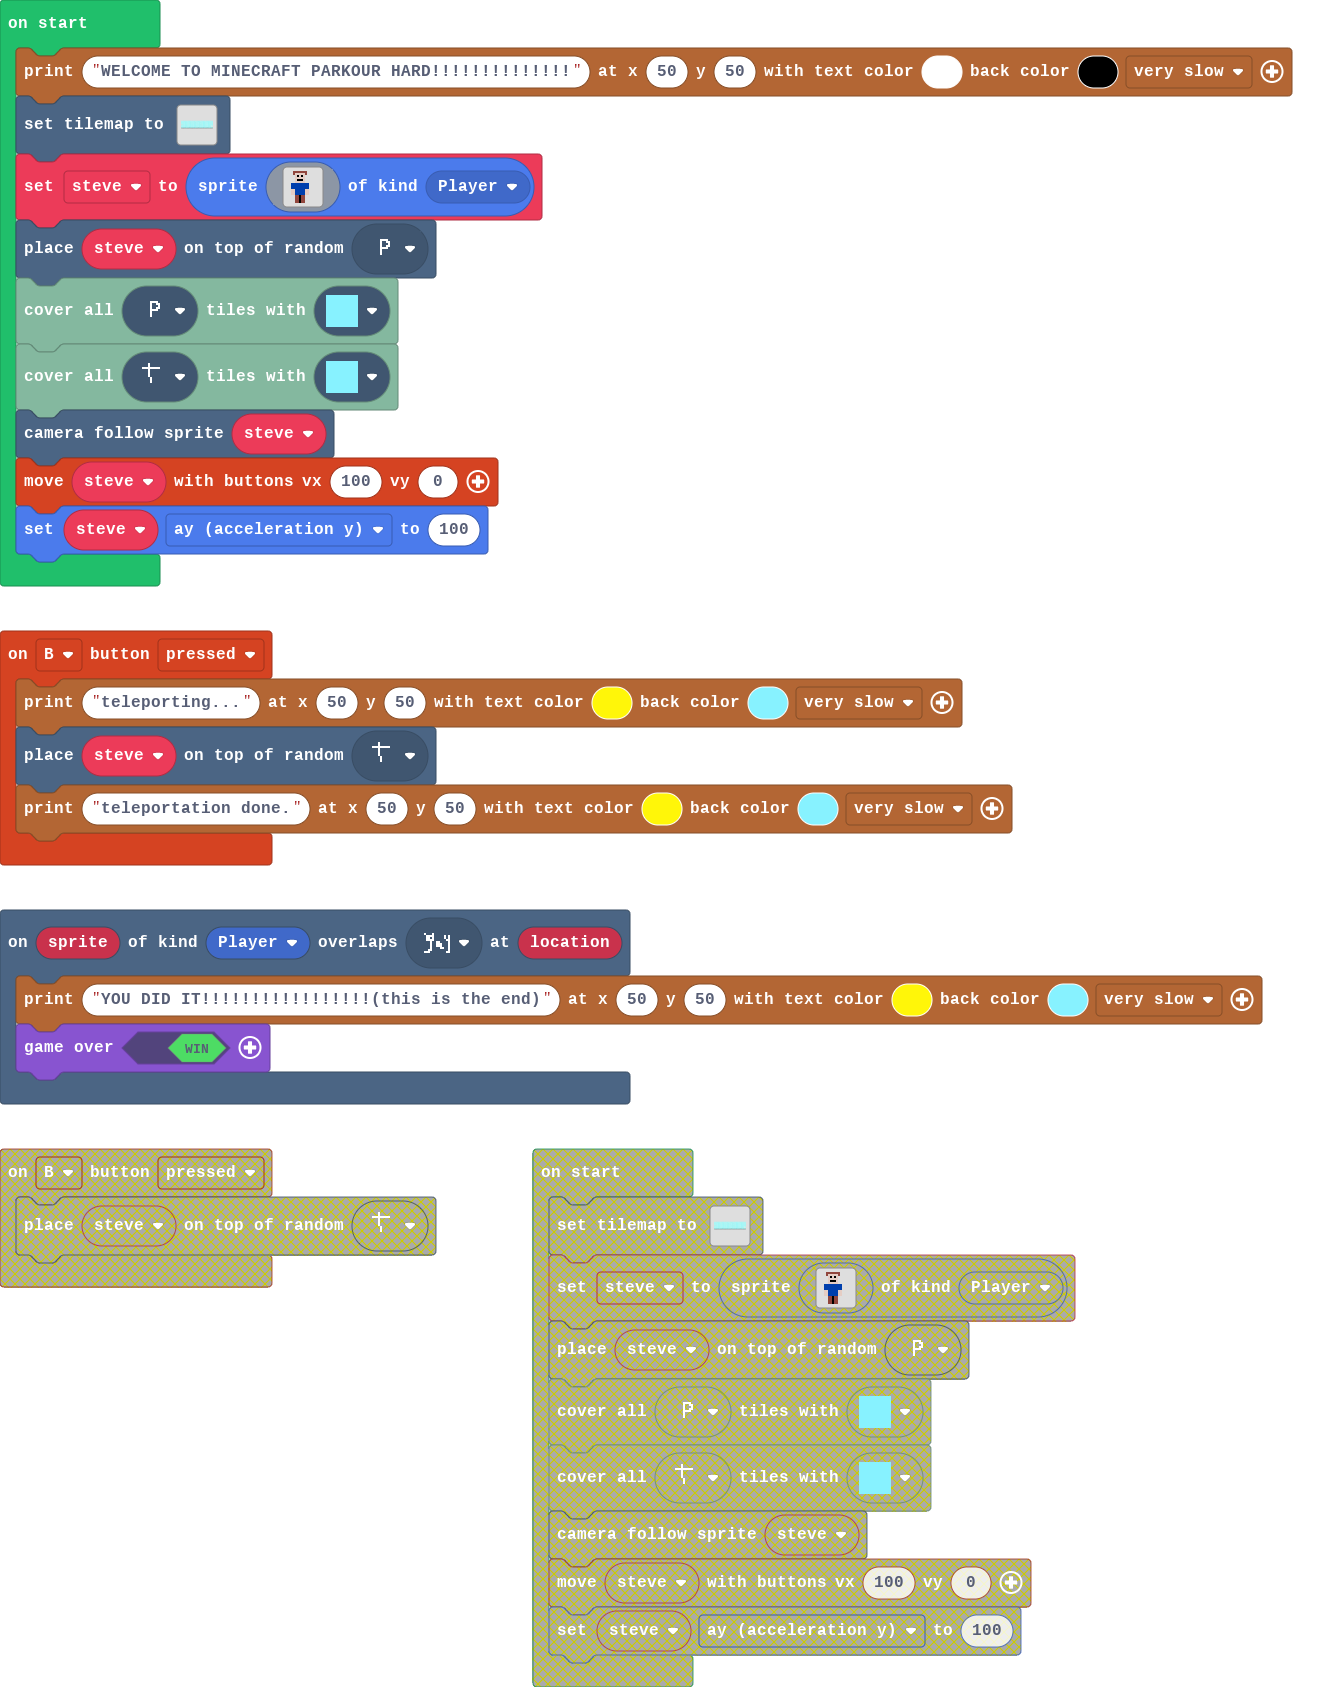 on start
print "WELCOME TO MINECRAFT PARKOUR HARD!!!!!!!!!!!!!!" at x 50 y 50 with text color back color very slow
set tilemap to
set steve to sprite of kind Player
place steve on top of random P
cover all P tiles with
cover all T tiles with
camera follow sprite steve
move steve with buttons vx 100 vy 0
set steve ay (acceleration y) to 100
on B button pressed
print "teleporting..." at x 50 y 50 with text color back color very slow
place steve on top of random T
print "teleportation done." at x 50 y 50 with text color back color very slow
on sprite of kind Player overlaps at location
print "YOU DID IT!!!!!!!!!!!!!!!!!(this is the end)" at x 50 y 50 with text color back color very slow
game over WIN
on B button pressed
place steve on top of random T
on start
set tilemap to
set steve to sprite of kind Player
place steve on top of random P
cover all P tiles with
cover all T tiles with
camera follow sprite steve
move steve with buttons vx 100 vy 0
set steve ay (acceleration y) to 100